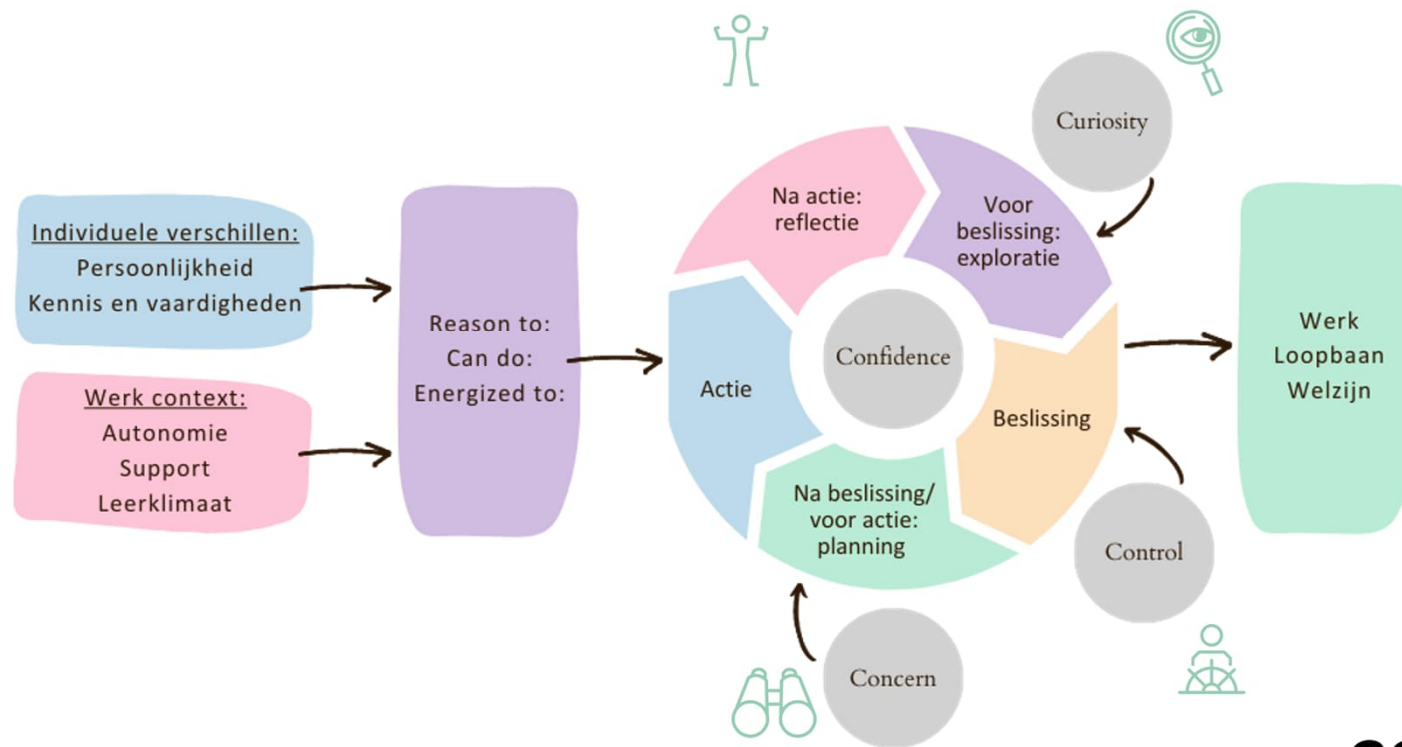 Individuele verschillen:
Persoonlijkheid
Kennis en vaardigheden
Werk context:
Autonomie
Support
Leerklimaat
Reason to:
Can do:
Energized to:
Na actie:
reflectie
Voor
beslissing:
exploratie
Curiosity
Confidence
Actie
Beslissing
Na beslissing/
voor actie:
planning
Control
Concern
Werk
Loopbaan
Welzijn